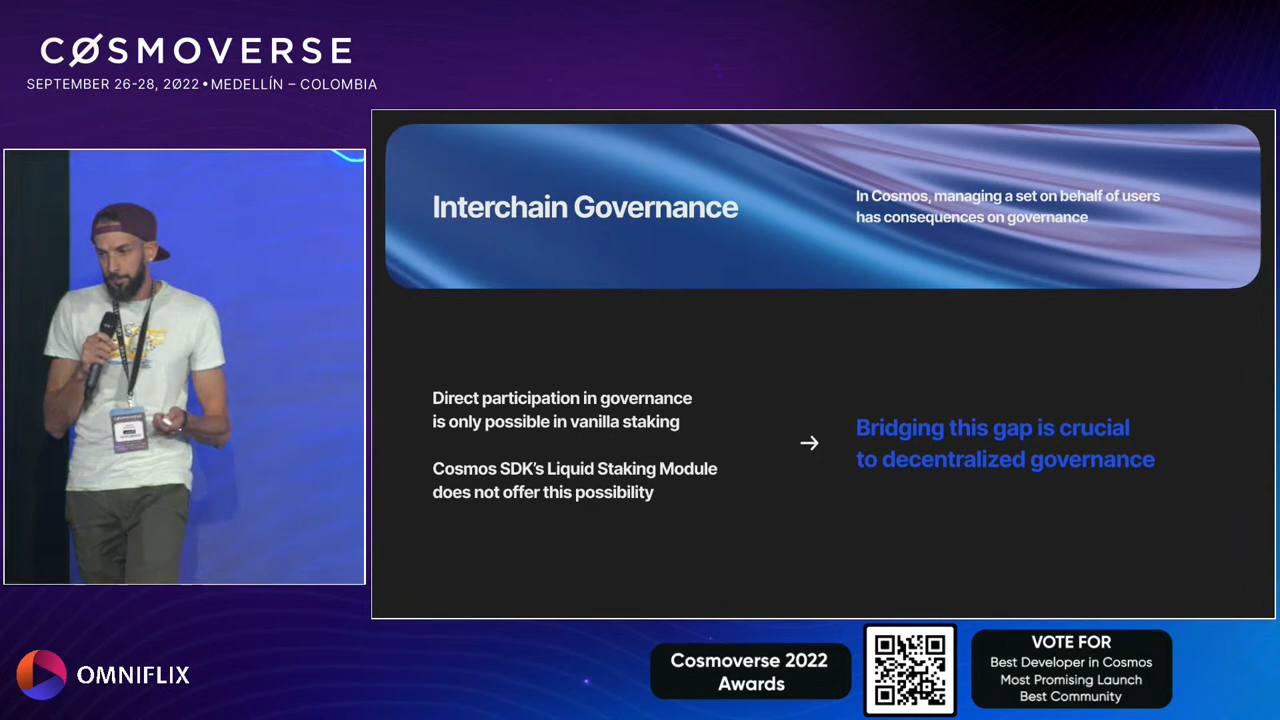 CØSMOVERSE
SEPTEMBER 26-28, 2Ø22 • MEDELLÍN – COLOMBIA
Interchain Governance
In Cosmos, managing a set on behalf of users
has consequences on governance
Direct participation in governance
is only possible in vanilla staking
Cosmos SDK's Liquid Staking Module
does not offer this possibility
→
Bridging this gap is crucial
to decentralized governance
OMNIFLIX
Cosmoverse 2022
Awards
VOTE FOR
Best Developer in Cosmos
Most Promising Launch
Best Community